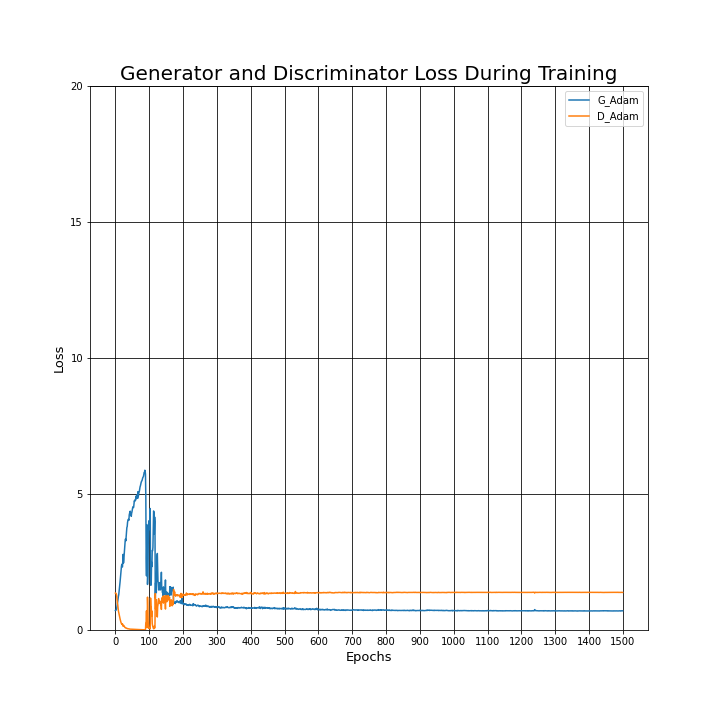 Generator and Discriminator Loss During Training
G_Adam
D_Adam
20
15
10
5
0
Loss
0 100 200 300 400 500 600 700 800 900 1000 1100 1200 1300 1400 1500
Epochs